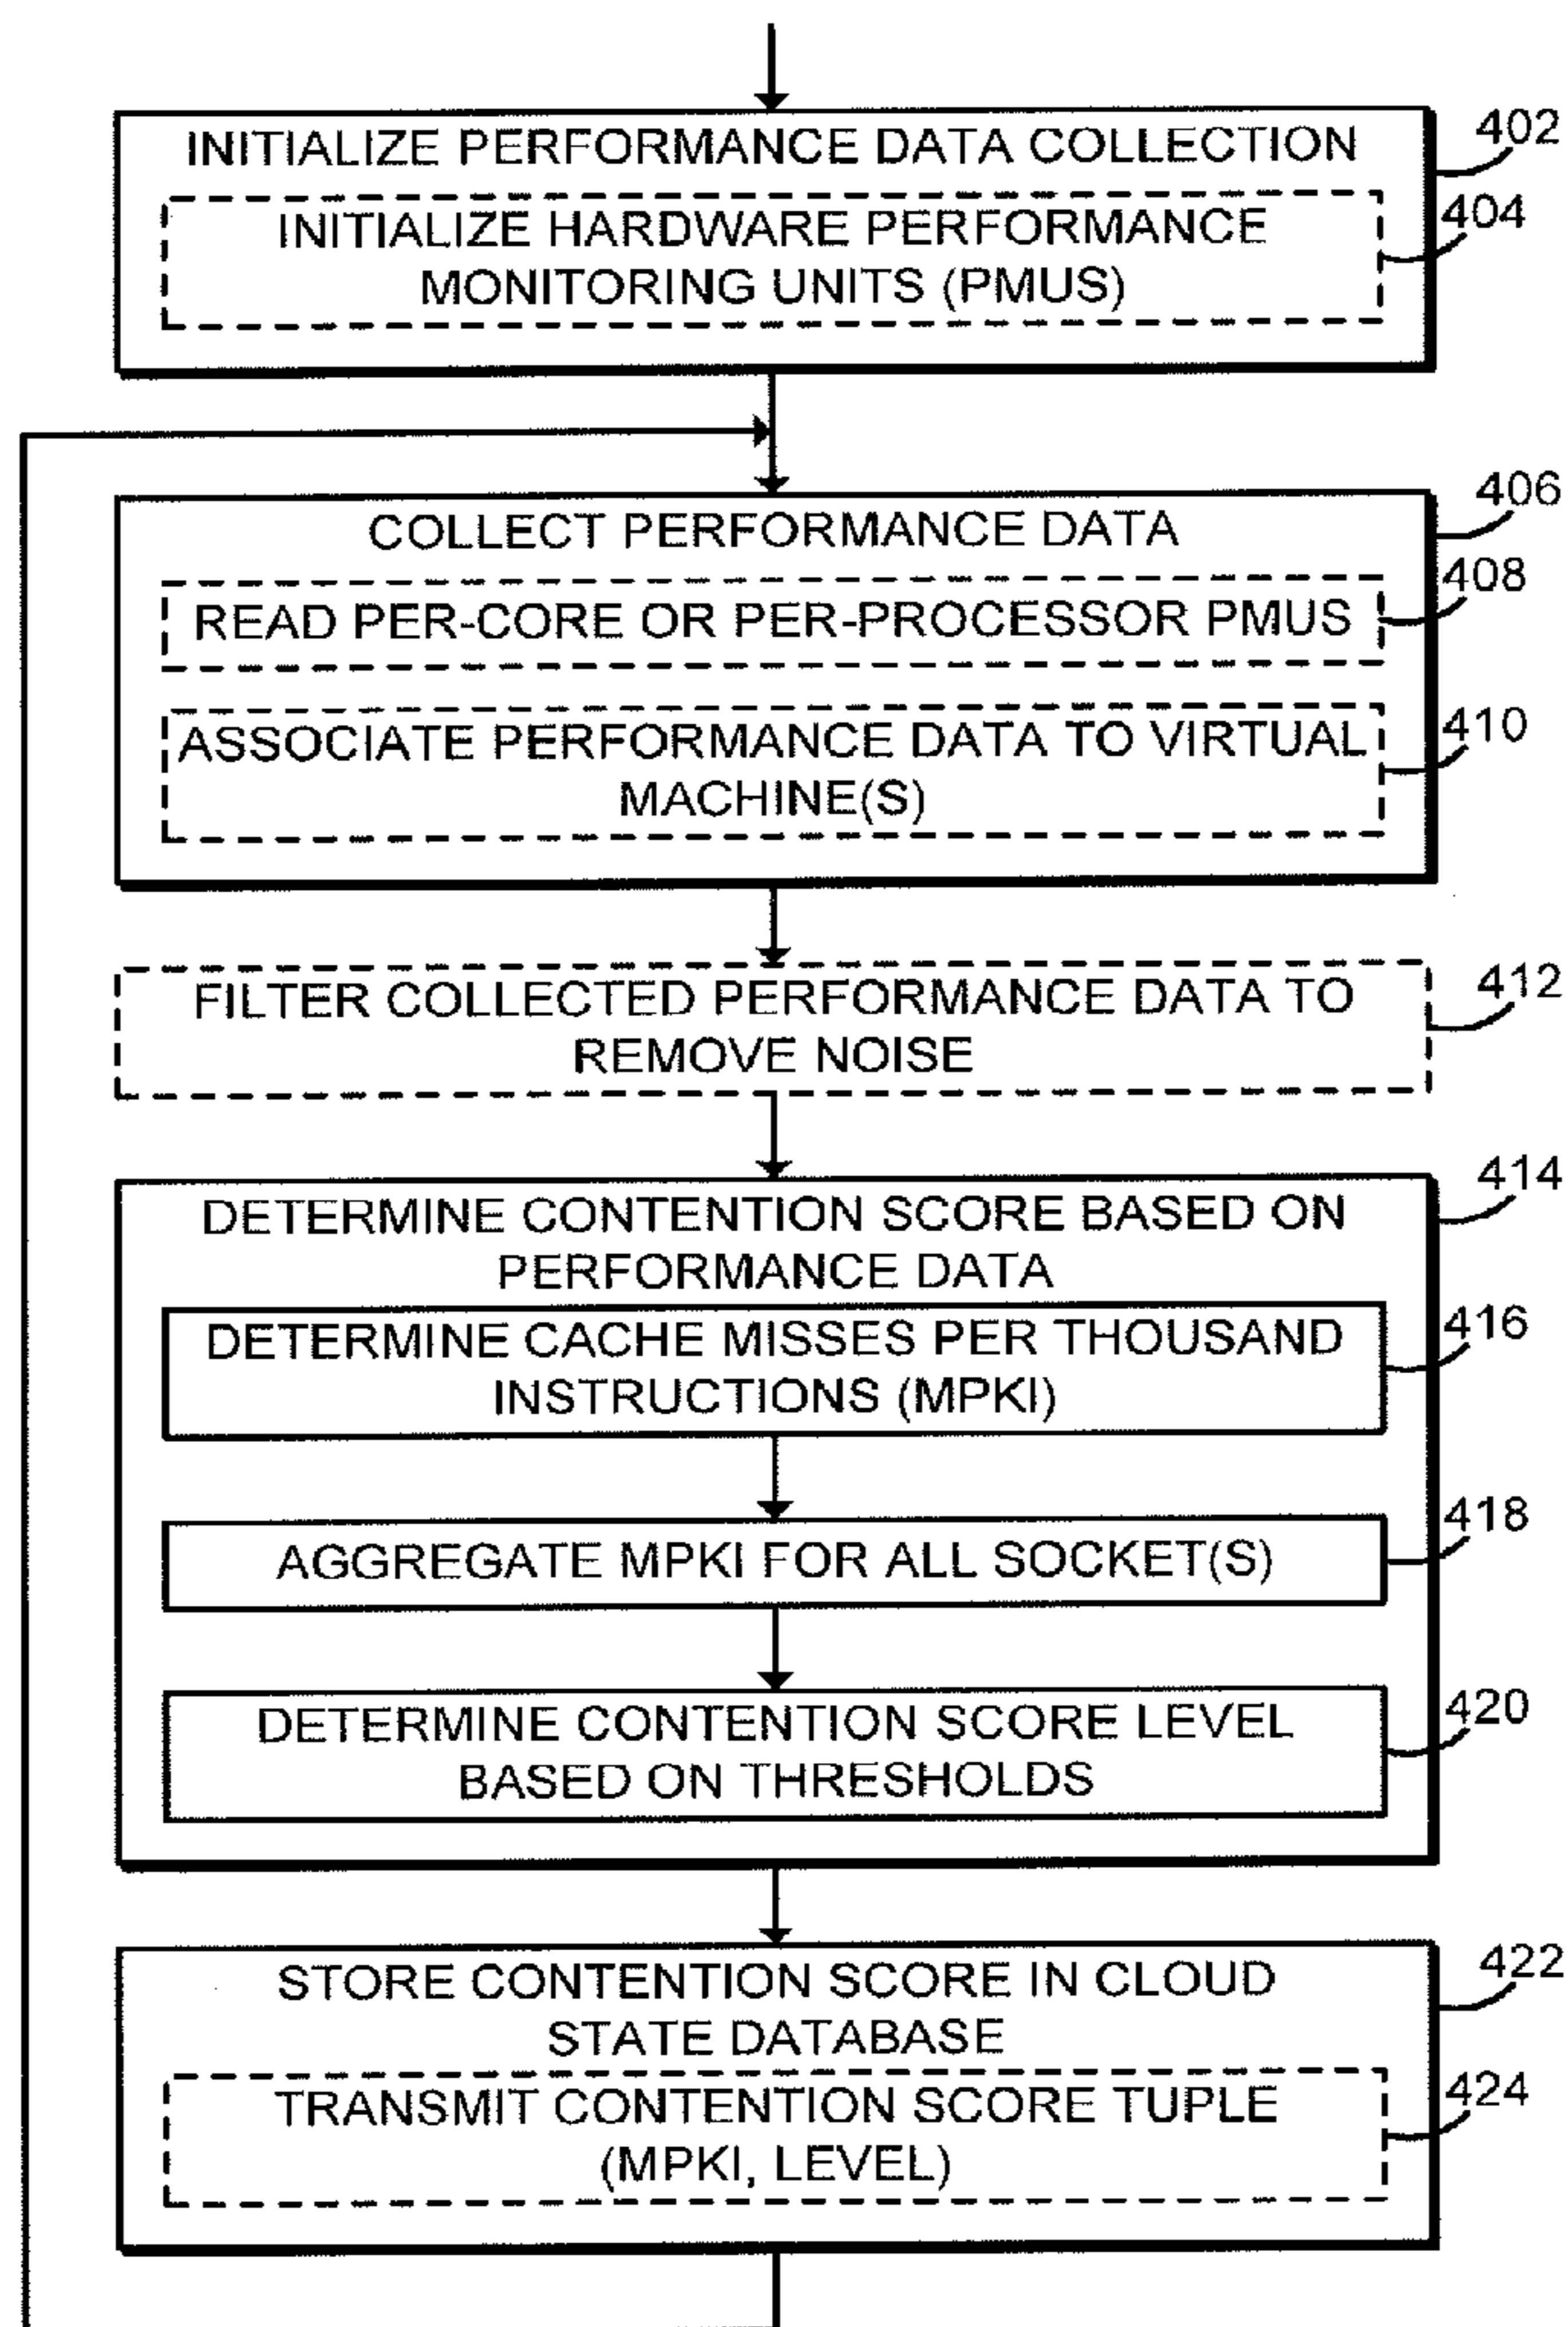 INITIALIZE PERFORMANCE DATA COLLECTION
402
INITIALIZE HARDWARE PERFORMANCE
MONITORING UNITS (PMUS)
404
COLLECT PERFORMANCE DATA
406
READ PER-CORE OR PER-PROCESSOR PMUS
408
ASSOCIATE PERFORMANCE DATA TO VIRTUAL
MACHINE(S)
410
FILTER COLLECTED PERFORMANCE DATA TO
REMOVE NOISE
412
DETERMINE CONTENTION SCORE BASED ON
PERFORMANCE DATA
414
DETERMINE CACHE MISSES PER THOUSAND
INSTRUCTIONS (MPKI)
416
AGGREGATE MPKI FOR ALL SOCKET(S)
418
DETERMINE CONTENTION SCORE LEVEL
BASED ON THRESHOLDS
420
STORE CONTENTION SCORE IN CLOUD
STATE DATABASE
422
TRANSMIT CONTENTION SCORE TUPLE
(MPKI, LEVEL)
424